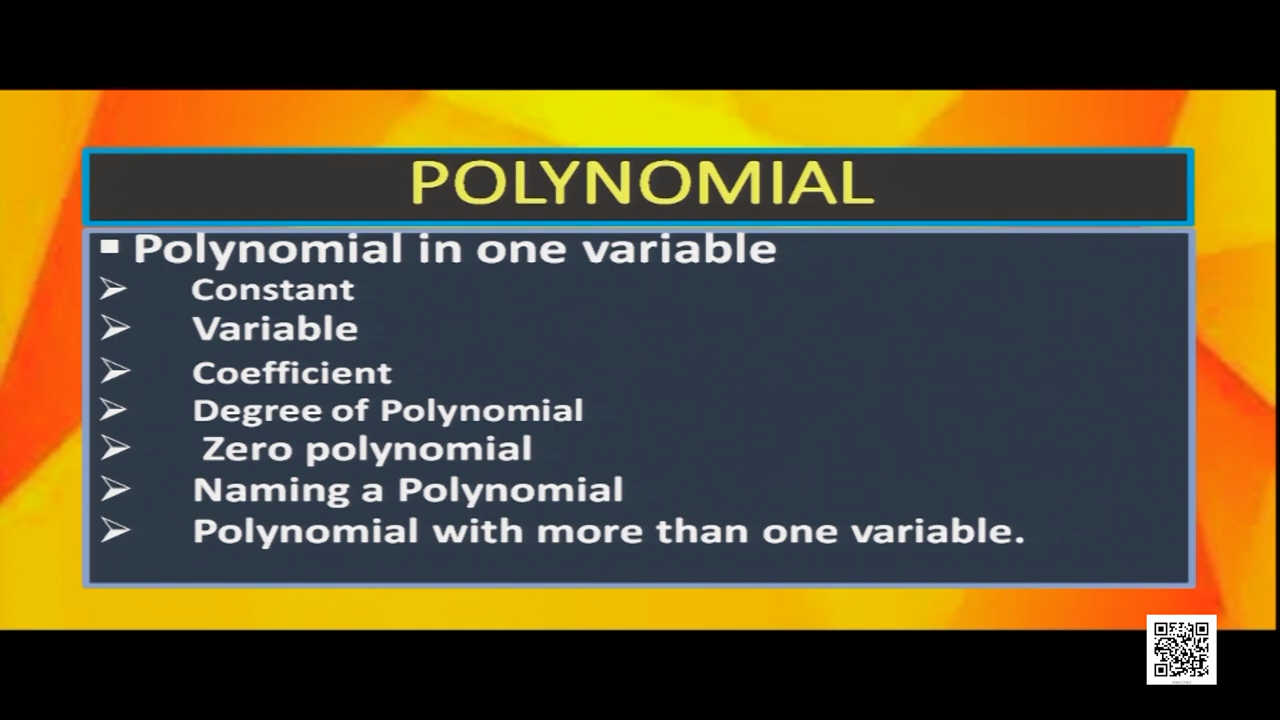 POLYNOMIAL
▪ Polynomial in one variable
➢ Constant
➢ Variable
➢ Coefficient
➢ Degree of Polynomial
➢ Zero polynomial
➢ Naming a Polynomial
➢ Polynomial with more than one variable.